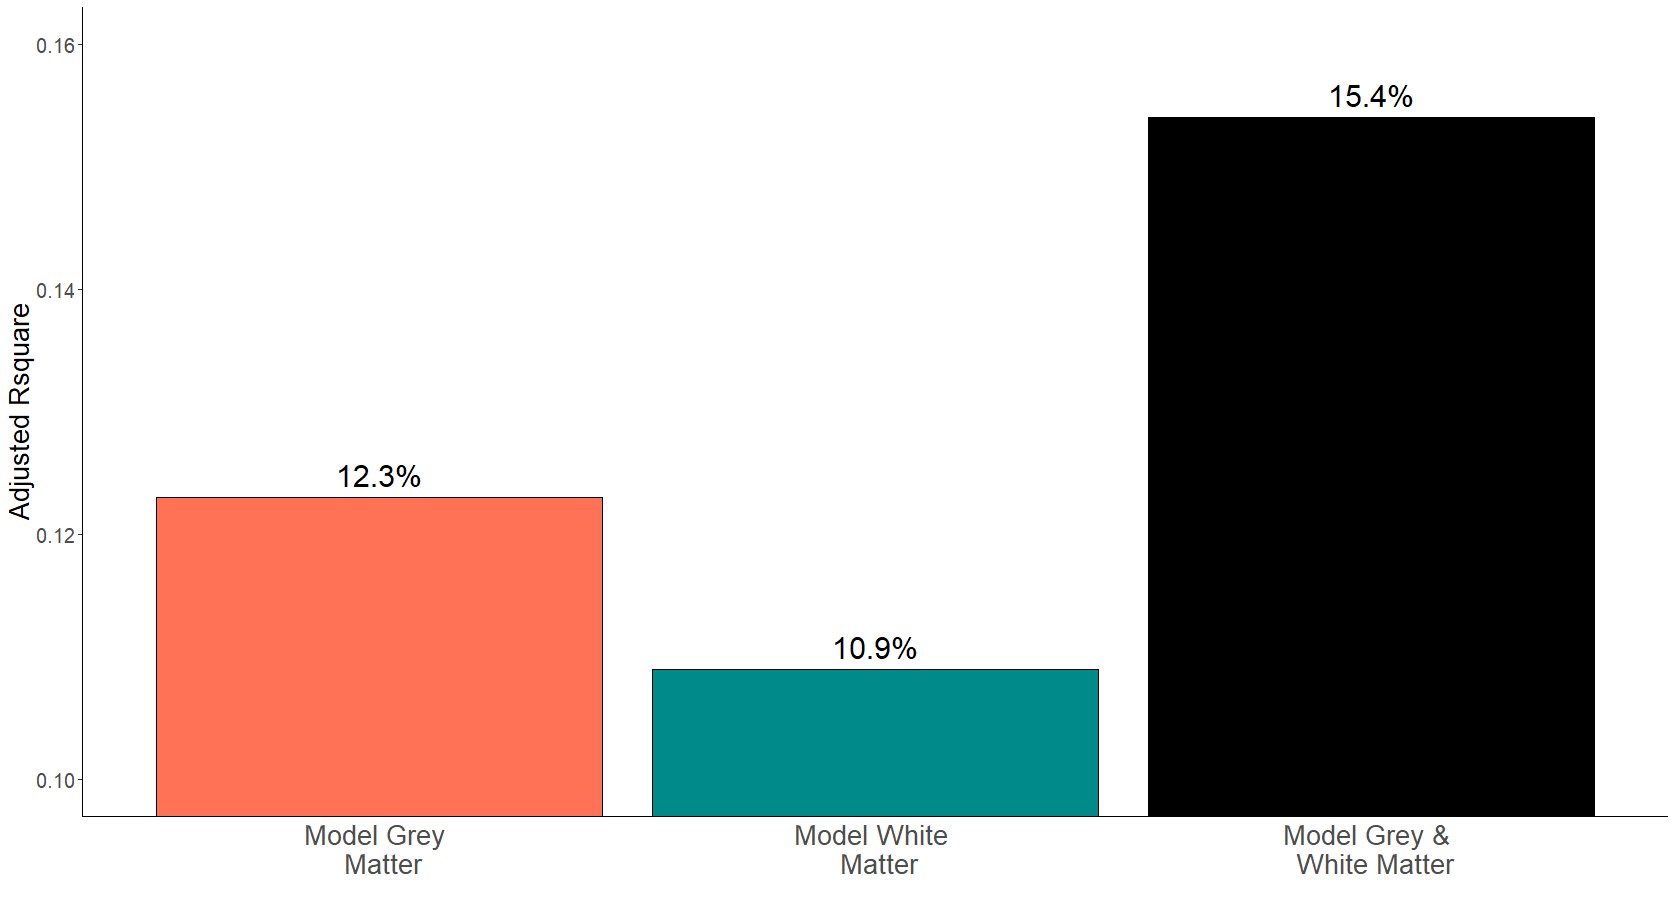 Adjusted Rsquare
0.16
0.14
0.12
0.10
15.4%
12.3%
10.9%
Model Grey
Matter
Model White
Matter
Model Grey &
White Matter